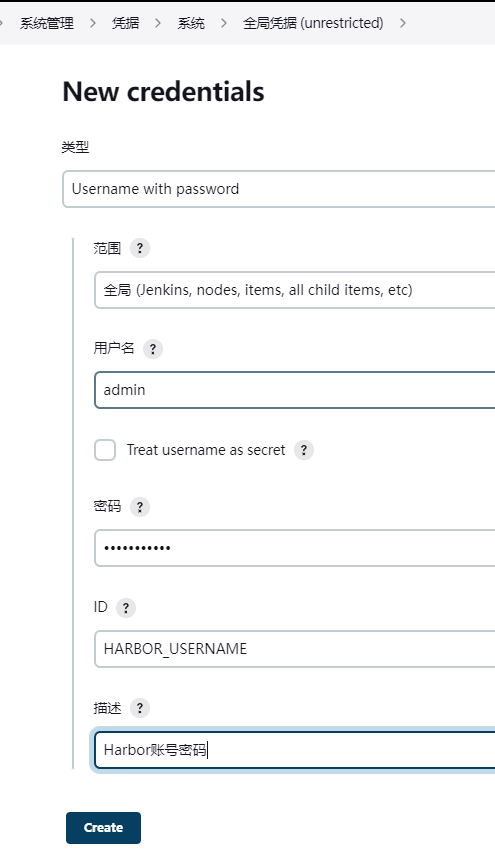 系统管理 > 凭据 > 系统 > 全局凭据 (unrestricted) >
New credentials
类型
Username with password
范围 ?
全局 (Jenkins, nodes, items, all child items, etc)
用户名 ?
admin
Treat username as secret ?
密码 ?
•••••••••••
ID ?
HARBOR_USERNAME
描述 ?
Harbor账号密码
Create